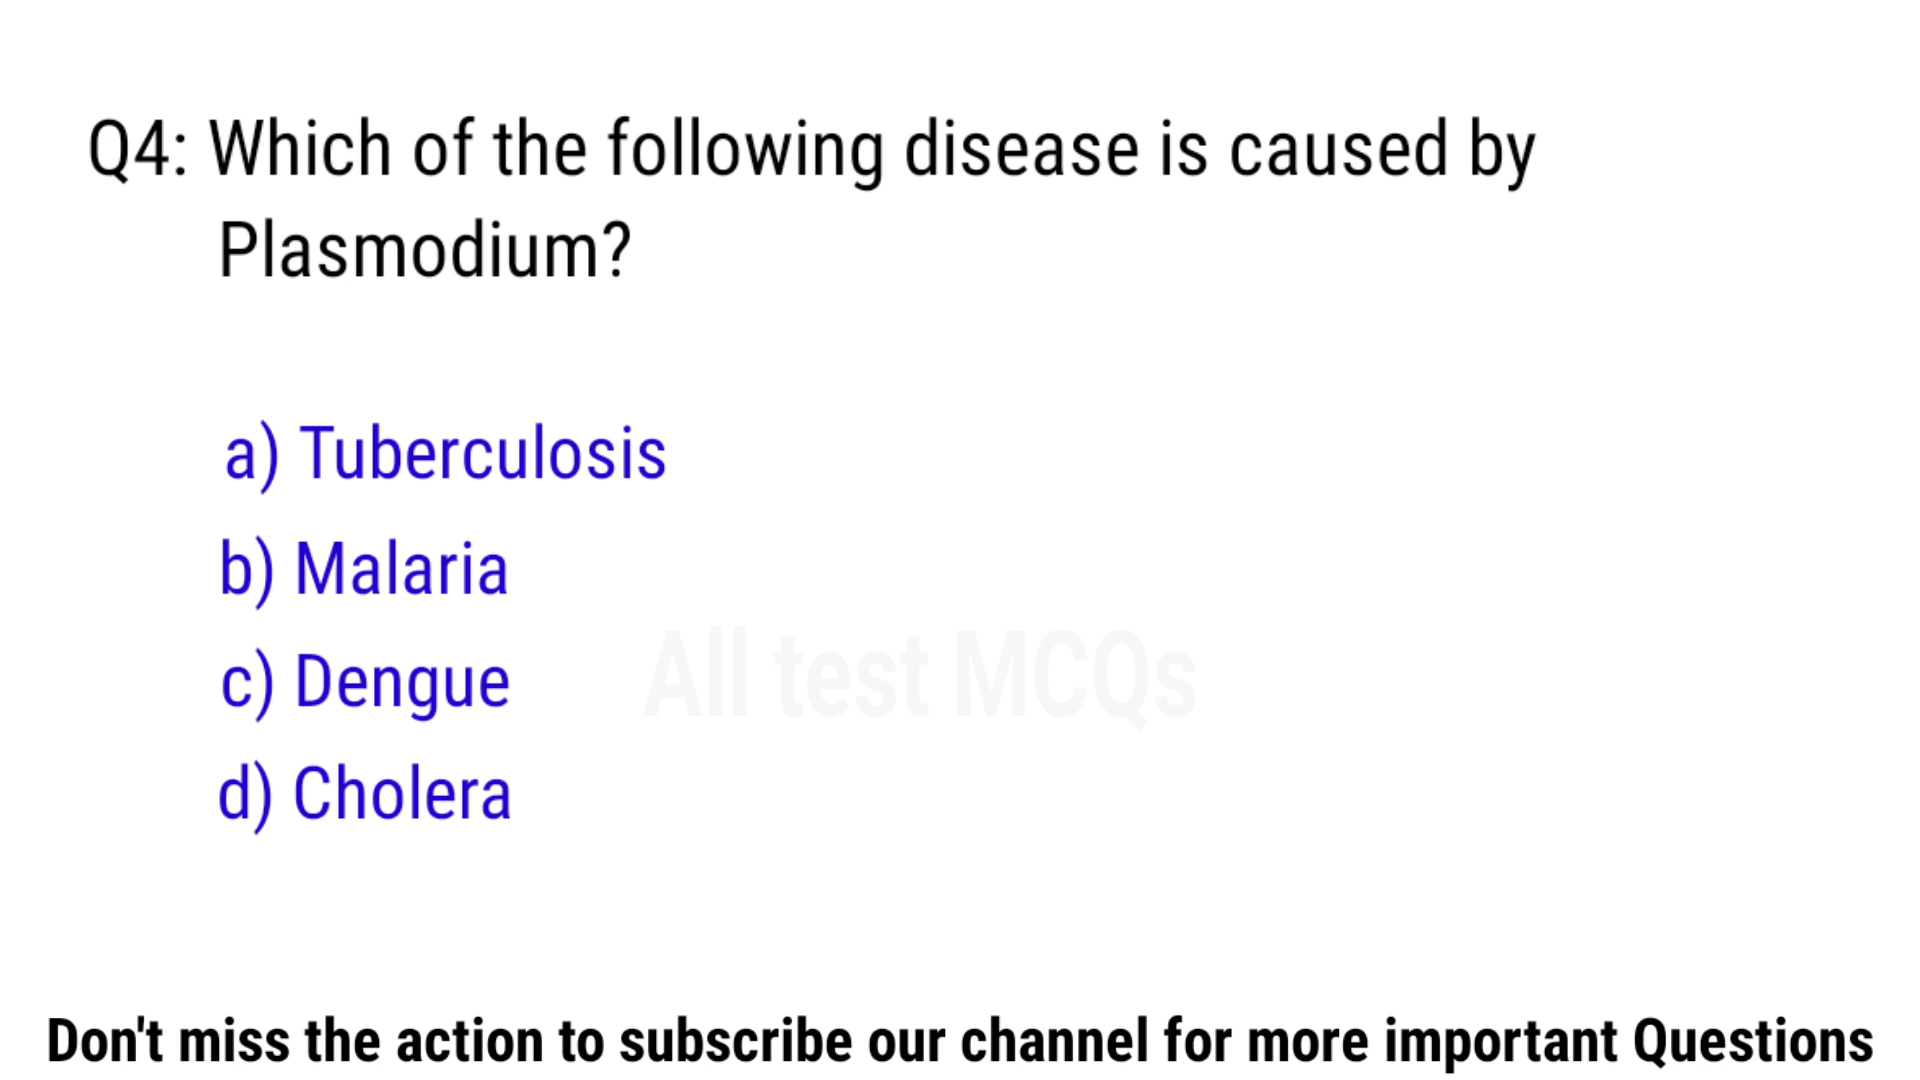 Q4: Which of the following disease is caused by
Plasmodium?
a) Tuberculosis
b) Malaria
c) Dengue
All test MCQs
d) Cholera
Don't miss the action to subscribe our channel for more important Questions